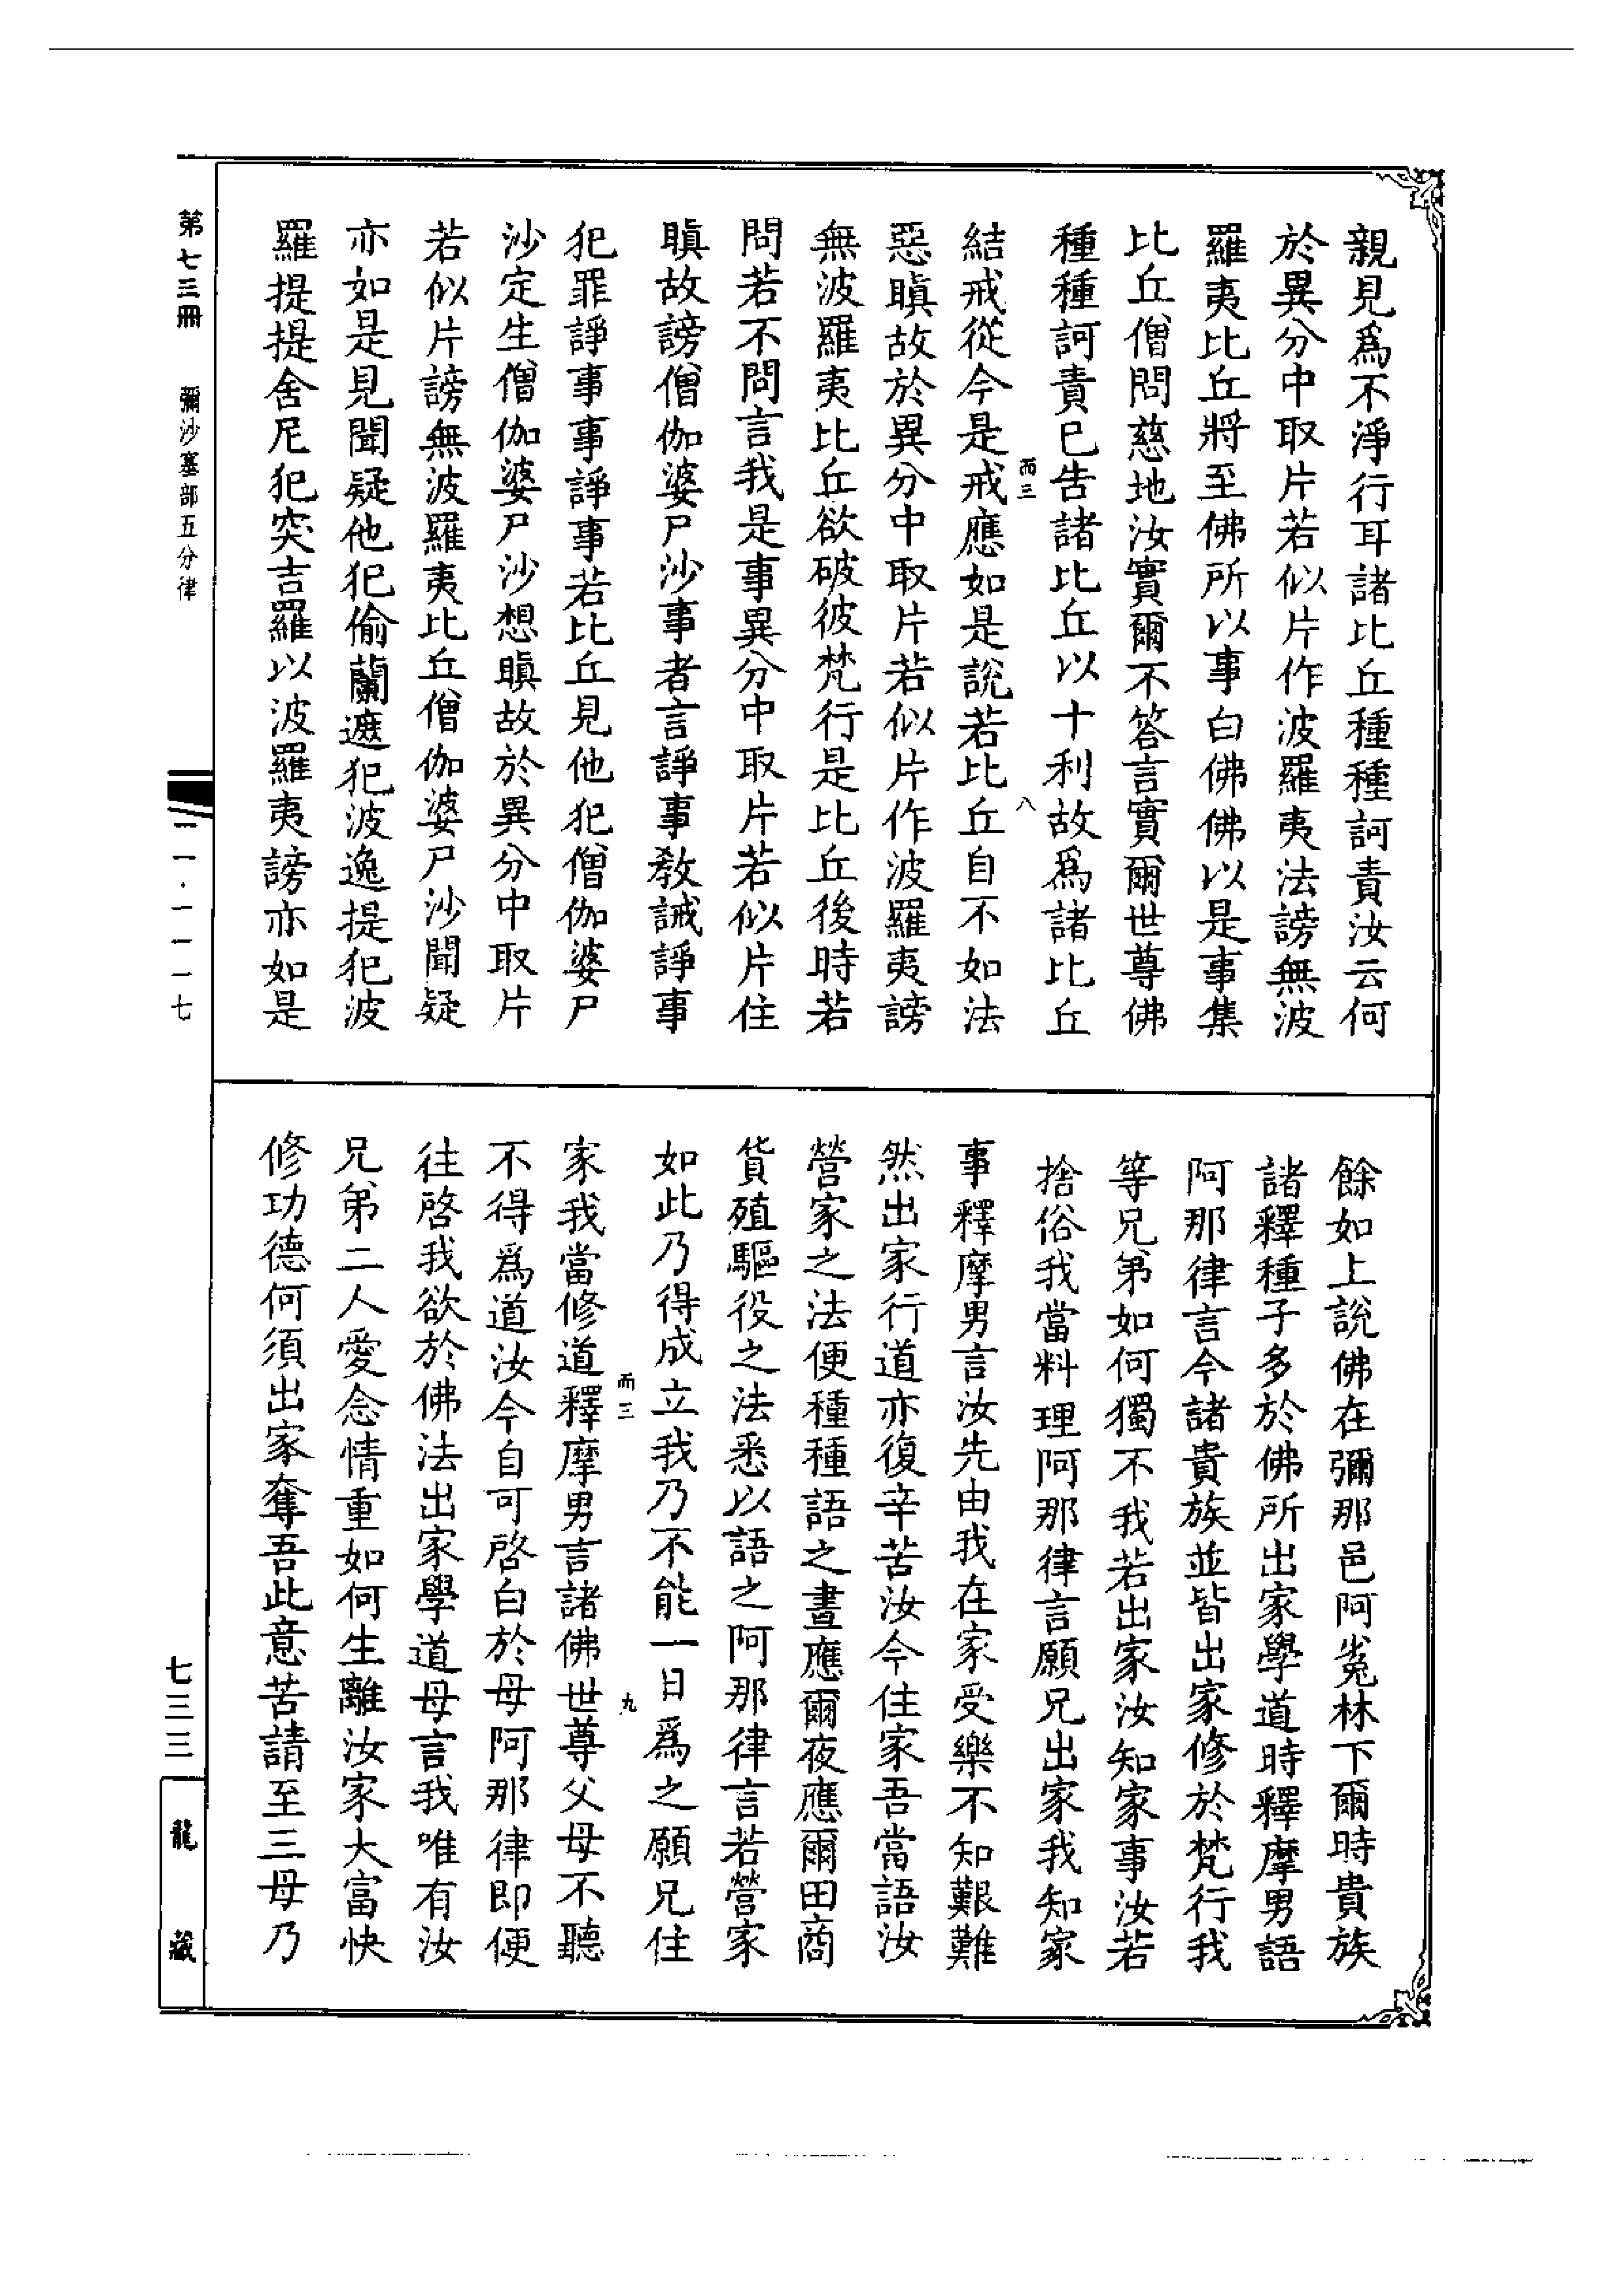 親見爲不淨行耳諸比丘種種訶責汝云何
於異分中取片若似片作波羅夷法謗無波
羅夷比丘將至佛所以事白佛佛以是事集
比丘僧問慈地汝實爾不答言實爾世尊佛
種種訶責已告諸比丘以十利故爲諸比丘
而三 八
結戒從今是戒應如是說若比丘自不如法
惡瞋故於異分中取片若似片作波羅夷謗
無波羅夷比丘欲破彼梵行是比丘後時若
問若不問言我是事異分中取片若似片住
瞋故謗僧伽婆尸沙事者言諍事教誡諍事
犯罪諍事事諍事若比丘見他犯僧伽婆尸
沙定生僧伽婆尸沙想瞋故於異分中取片
若似片謗無波羅夷比丘僧伽婆尸沙聞疑
亦如是見聞疑他犯偷蘭遮犯波逸提犯波
羅提提舍尼犯突吉羅以波羅夷謗亦如是
餘如上說佛在彌那邑阿㝹林下爾時貴族
諸釋種子多於佛所出家學道時釋摩男語
阿那律言今諸貴族並皆出家修於梵行我
等兄弟如何獨不我若出家汝知家事汝若
捨俗我當料理阿那律言願兄出家我知家
事釋摩男言汝先由我在家受樂不知艱難
然出家行道亦復辛苦汝今住家吾當語汝
營家之法便種種語之晝應爾夜應爾田商
貨殖驅役之法悉以語之阿那律言若營家
如此乃得成立我乃不能一日爲之願兄住
而三 九
家我當修道釋摩男言諸佛世尊父母不聽
不得爲道汝今自可啓白於母阿那律即便
往啓我欲於佛法出家學道母言我唯有汝
兄弟二人愛念情重如何生離汝家大富快
修功德何須出家奪吾此意苦請至三母乃
第七三冊 彌沙塞部五分律
一一·一一一七
七三三
龍藏